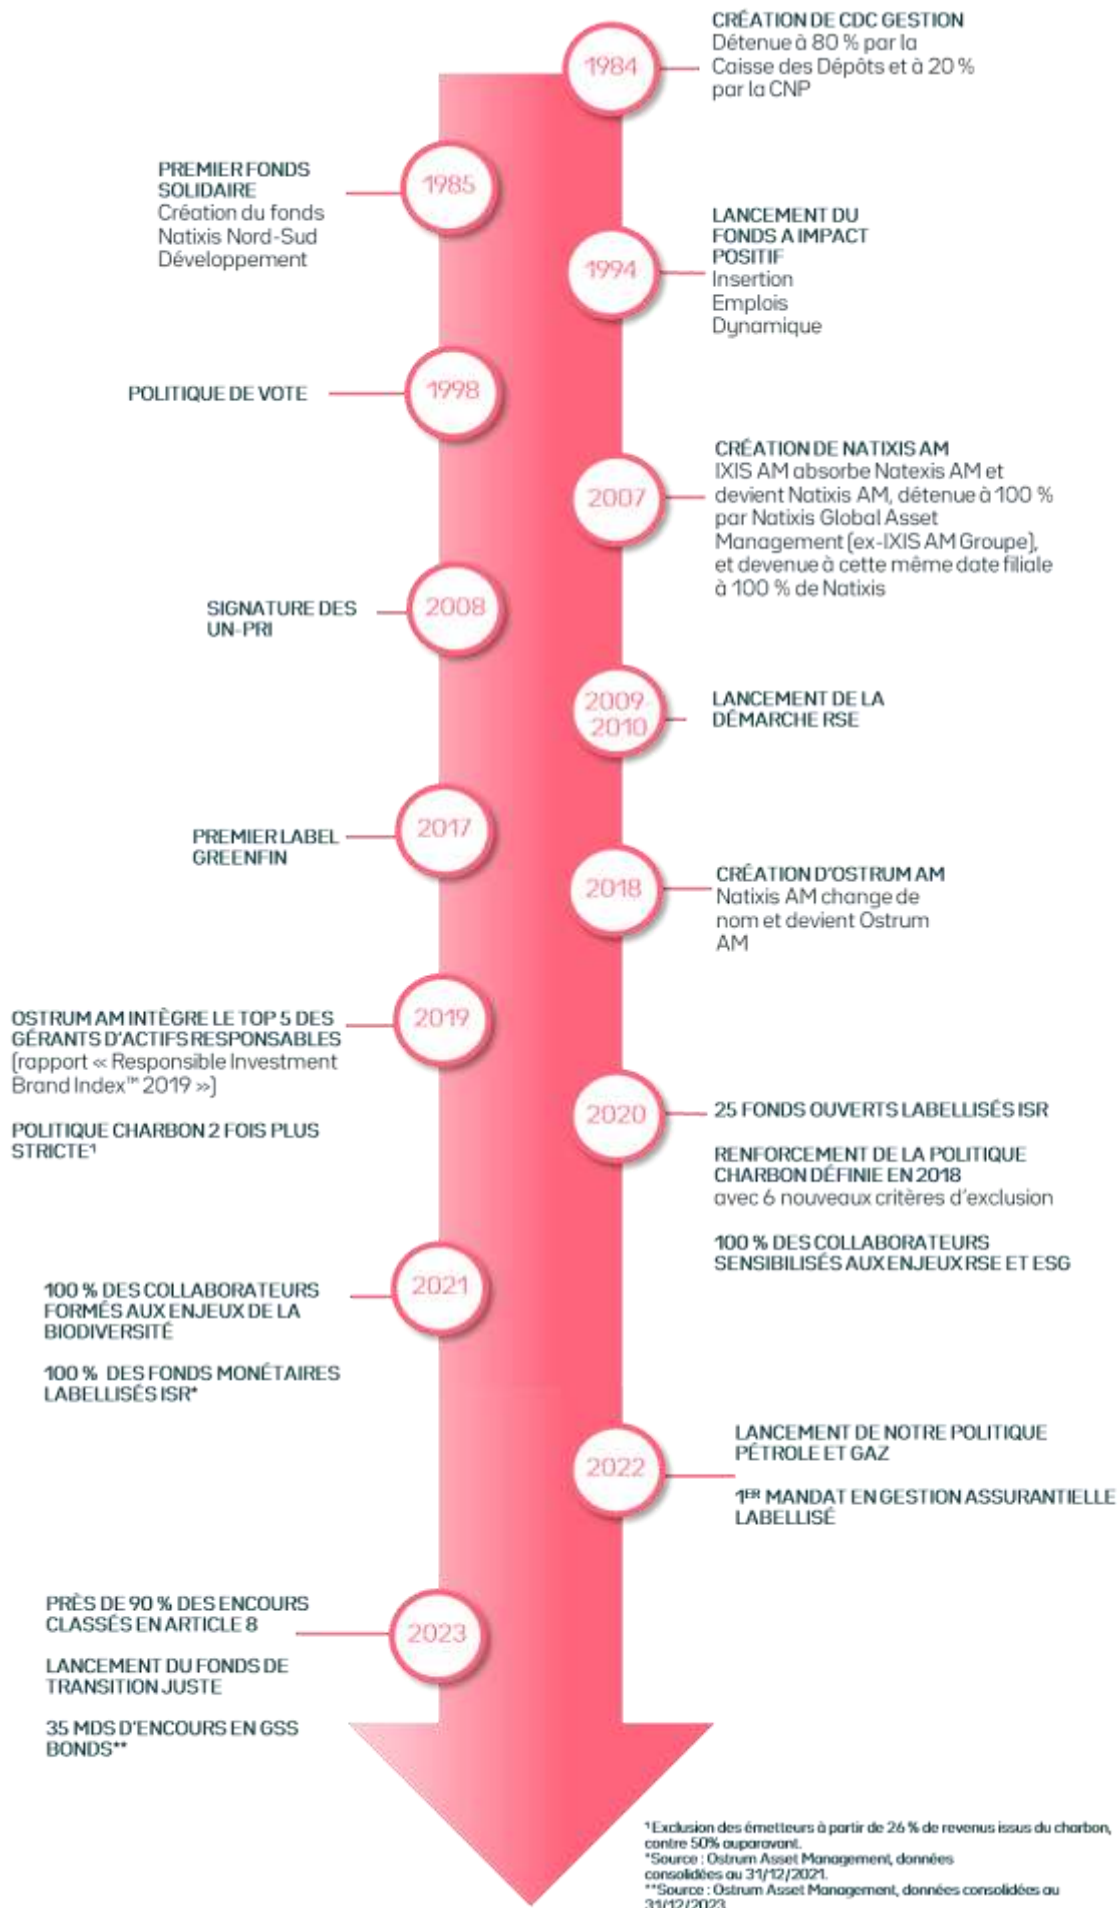 CRÉATION DE CDC GESTION
Détenue à 80 % par la
Caisse des Dépôts et à 20 %
par la CNP
1984
PREMIER FONDS
SOLIDAIRE
Création du fonds
Natixis Nord-Sud
Développement
1985
LANCEMENT DU
FONDS A IMPACT
POSITIF
Insertion
Emplois
Dynamique
1994
POLITIQUE DE VOTE
1998
CRÉATION DE NATIXIS AM
IXIS AM absorbe Natexis AM et
devient Natixis AM, détenue à 100 %
par Natixis Global Asset
Management (ex-IXIS AM Groupe),
et devenue à cette même date filiale
à 100 % de Natixis
2007
SIGNATURE DES
UN-PRI
2008
2009-
2010
LANCEMENT DE LA
DÉMARCHE RSE
PREMIER LABEL
GREENFIN
2017
2018
CRÉATION D'OSTRUM AM
Natixis AM change de
nom et devient Ostrum
AM
OSTRUM AM INTÈGRE LE TOP 5 DES
GÉRANTS D'ACTIFS RESPONSABLES
(rapport « Responsible Investment
Brand Index™ 2019 »)
POLITIQUE CHARBON 2 FOIS PLUS
STRICTE¹
2019
2020
25 FONDS OUVERTS LABELLISÉS ISR
RENFORCEMENT DE LA POLITIQUE
CHARBON DÉFINIE EN 2018
avec 6 nouveaux critères d'exclusion
100 % DES COLLABORATEURS
SENSIBILISÉS AUX ENJEUX RSE ET ESG
100 % DES COLLABORATEURS
FORMÉS AUX ENJEUX DE LA
BIODIVERSITÉ
100 % DES FONDS MONÉTAIRES
LABELLISÉS ISR*
2021
2022
LANCEMENT DE NOTRE POLITIQUE
PÉTROLE ET GAZ
1ER MANDAT EN GESTION ASSURANTIELLE
LABELLISÉ
PRÈS DE 90 % DES ENCOURS
CLASSÉS EN ARTICLE 8
LANCEMENT DU FONDS DE
TRANSITION JUSTE
35 MDS D'ENCOURS EN GSS
BONDS**
2023
¹Exclusion des émetteurs à partir de 26 % de revenus issus du charbon,
contre 50% auparavant.
*Source : Ostrum Asset Management, données
consolidées au 31/12/2021.
**Source : Ostrum Asset Management, données consolidées au
31/12/2023